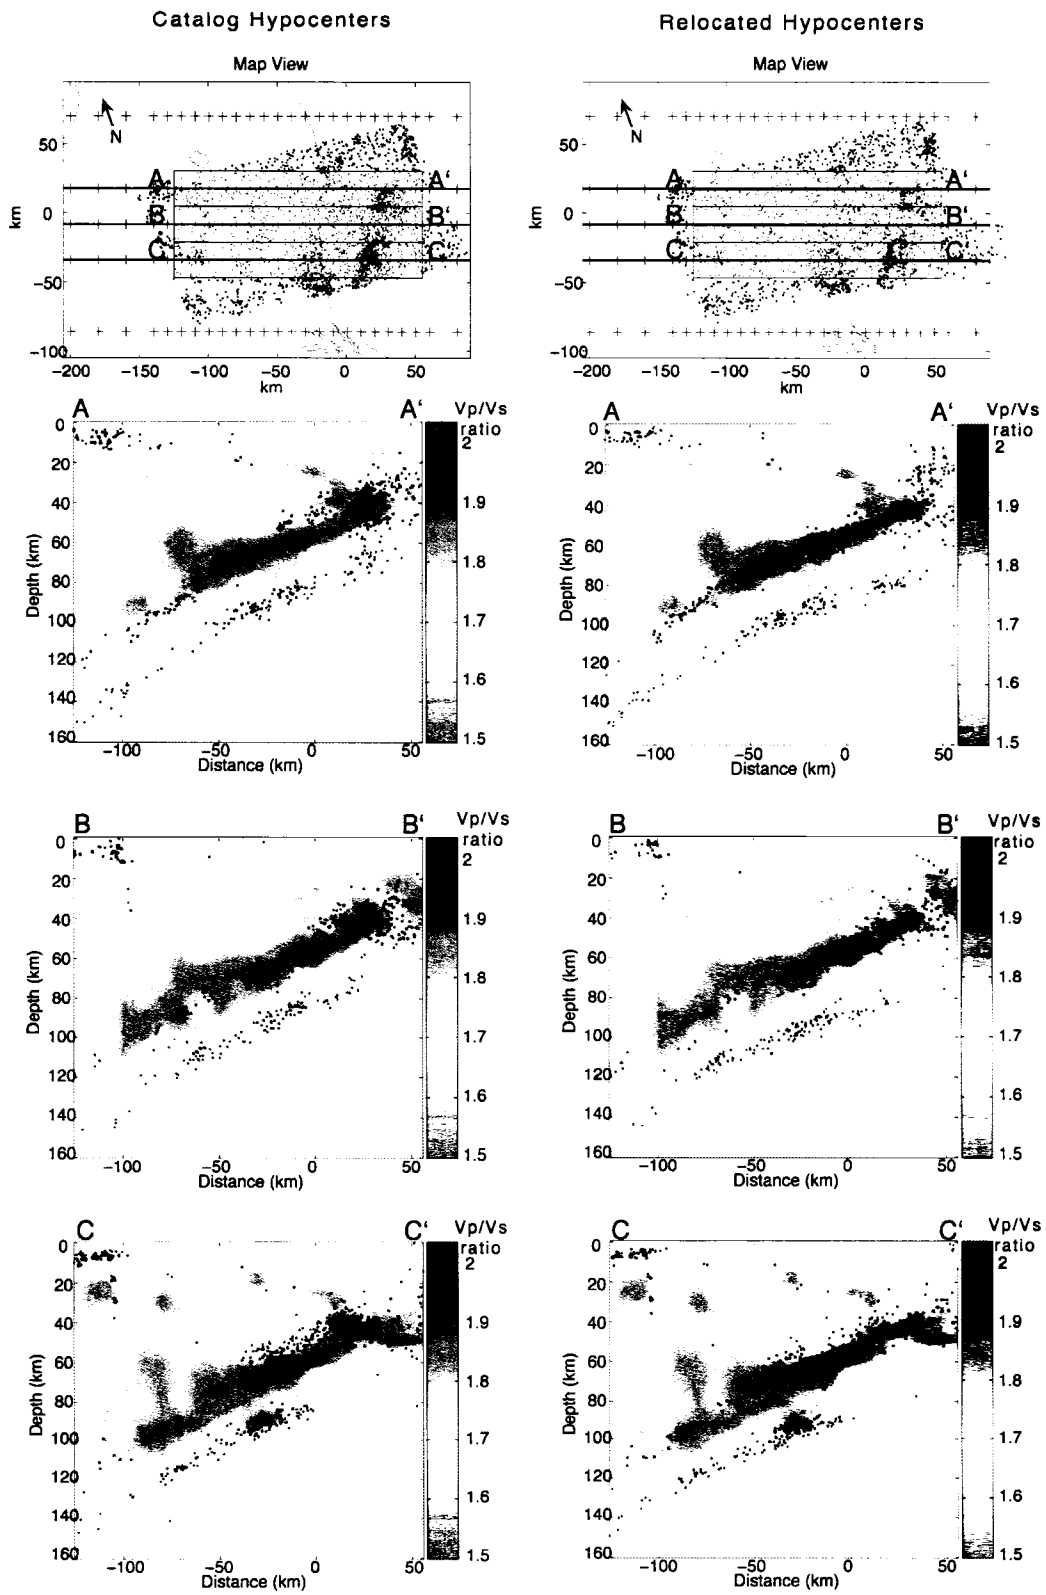 Catalog Hypocenters
Relocated Hypocenters
Map View
Map View
N
N
50
0
−50
−100
km
A A'
B B'
C C'
−200 −150 −100 −50 0 50
km
50
0
−50
−100
km
A A'
B B'
C C'
−200 −150 −100 −50 0 50
km
A A'
Vp/Vs
ratio
2
1.9
1.8
1.7
1.6
1.5
0
20
40
60
80
100
120
140
160
Depth (km)
−100 −50 0 50
Distance (km)
A A'
Vp/Vs
ratio
2
1.9
1.8
1.7
1.6
1.5
0
20
40
60
80
100
120
140
160
Depth (km)
−100 −50 0 50
Distance (km)
B B'
Vp/Vs
ratio
2
1.9
1.8
1.7
1.6
1.5
0
20
40
60
80
100
120
140
160
Depth (km)
−100 −50 0 50
Distance (km)
B B'
Vp/Vs
ratio
2
1.9
1.8
1.7
1.6
1.5
0
20
40
60
80
100
120
140
160
Depth (km)
−100 −50 0 50
Distance (km)
C C'
Vp/Vs
ratio
2
1.9
1.8
1.7
1.6
1.5
0
20
40
60
80
100
120
140
160
Depth (km)
−100 −50 0 50
Distance (km)
C C'
Vp/Vs
ratio
2
1.9
1.8
1.7
1.6
1.5
0
20
40
60
80
100
120
140
160
Depth (km)
−100 −50 0 50
Distance (km)